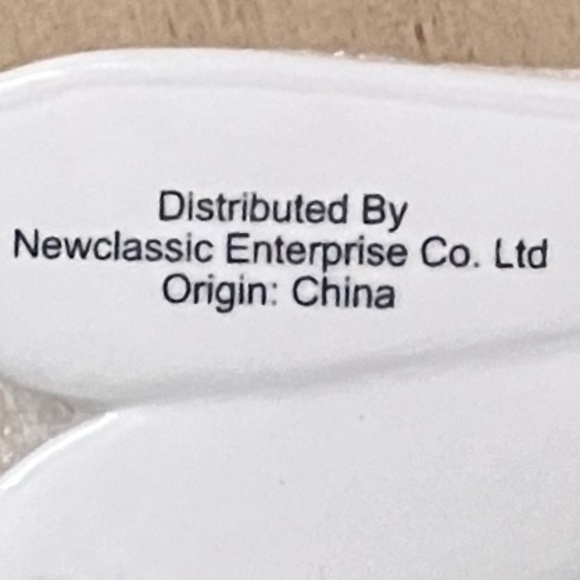 Distributed By
Newclassic Enterprise Co. Ltd
Origin: China